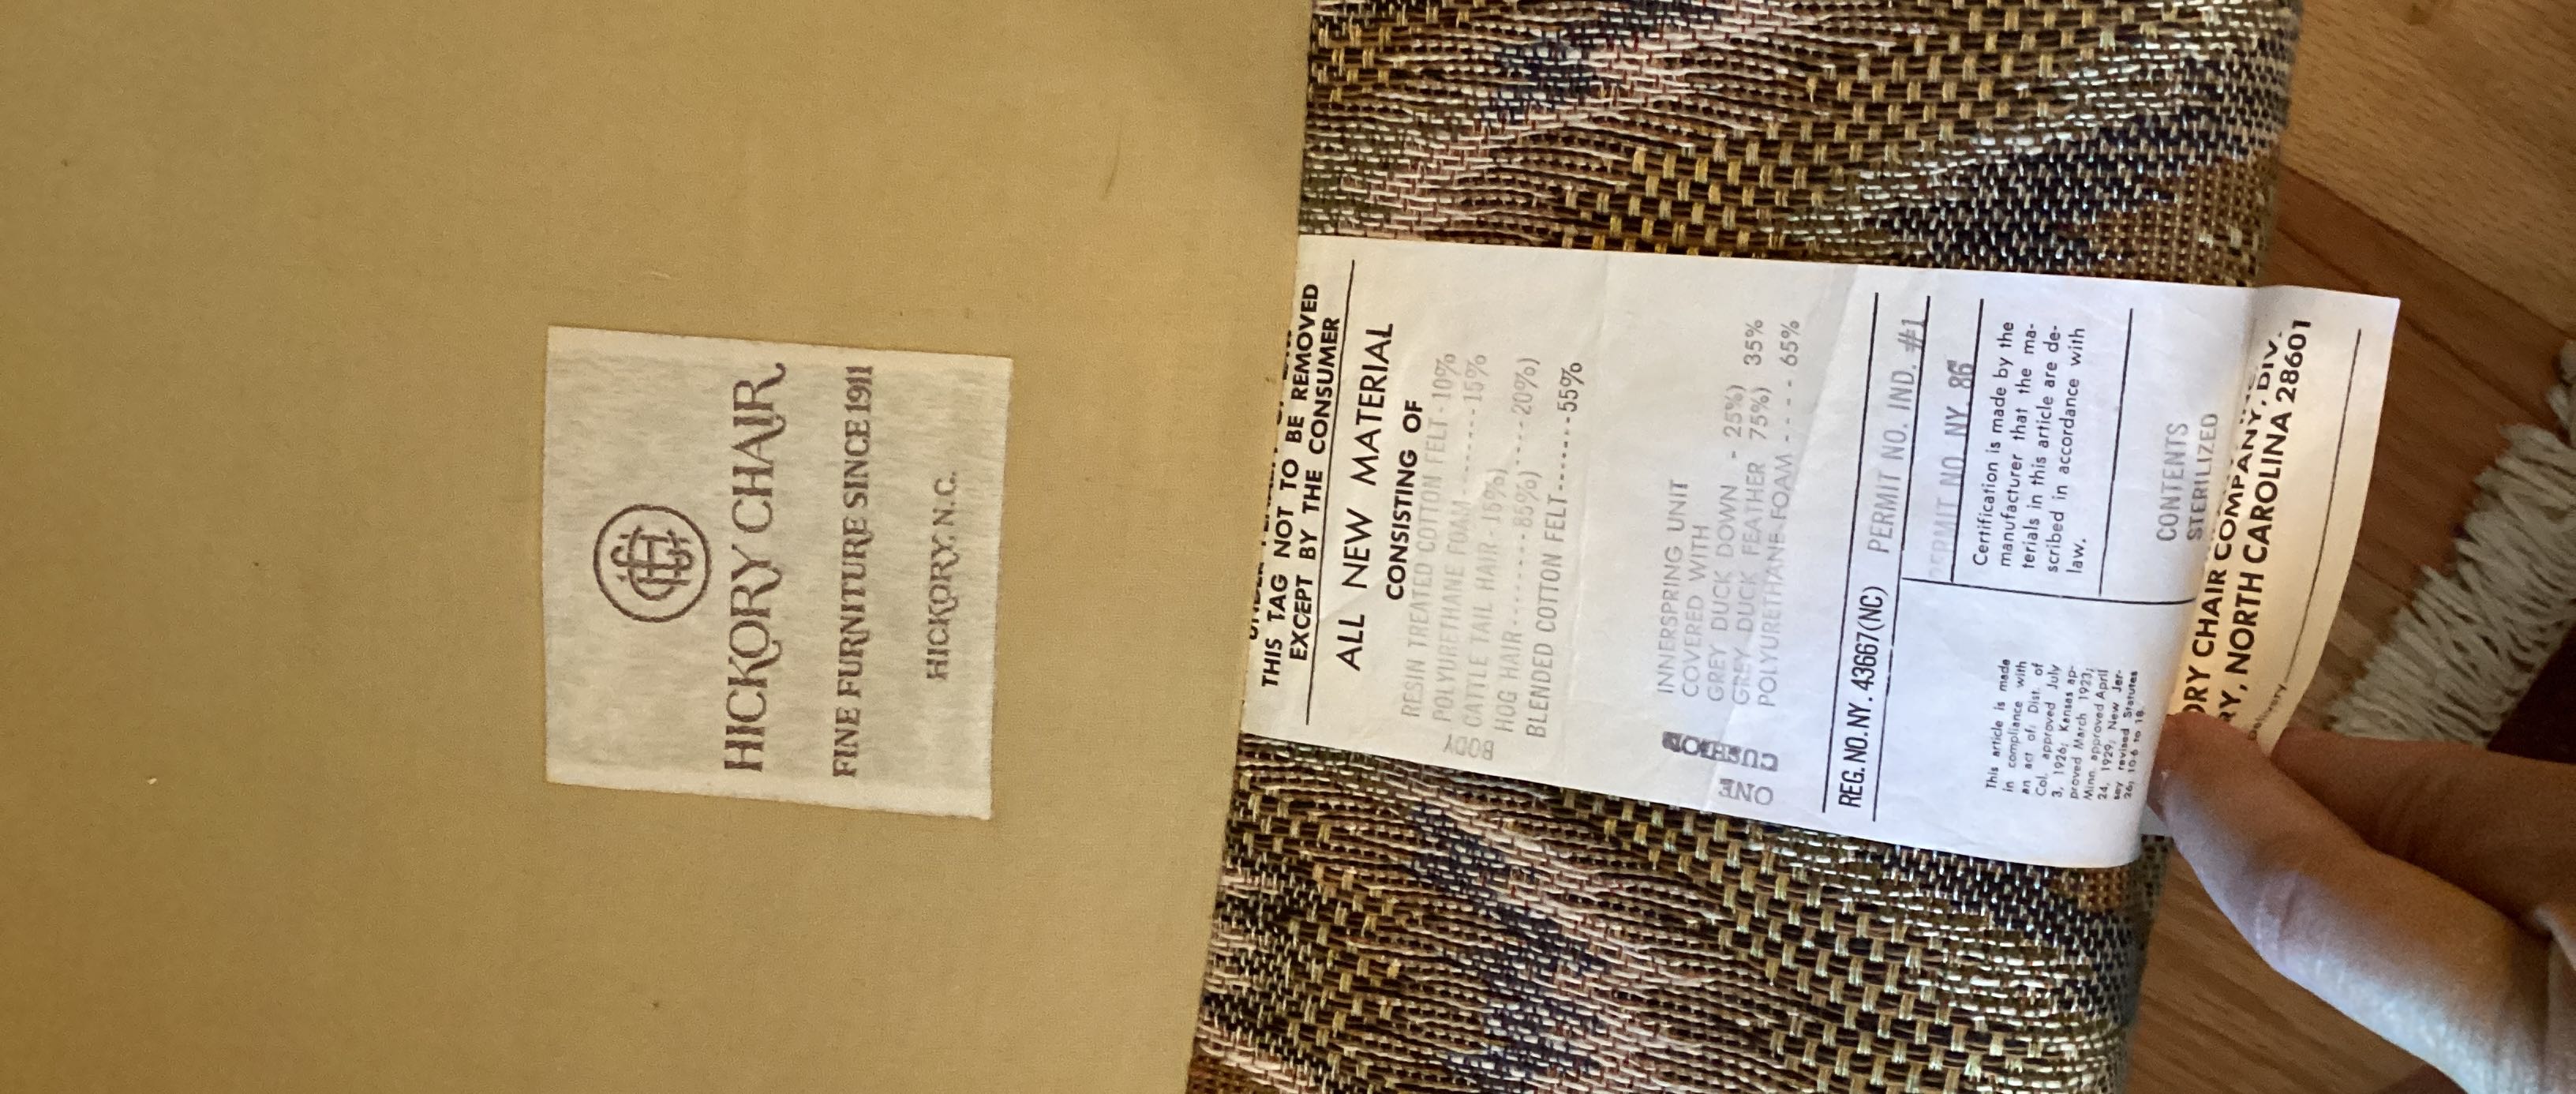 HICKORY CHAIR
FINE FURNITURE SINCE 1911
HICKORY, N.C.
THIS TAG NOT TO BE REMOVED
EXCEPT BY THE CONSUMER
ALL NEW MATERIAL
CONSISTING OF
RESIN TREATED COTTON FELT - 10%
POLYURETHANE FOAM - - - - - - - 15%
CATTLE TAIL HAIR - 15%)
HOG HAIR - - - - - - - - 85%) - - - - 20%)
BLENDED COTTON FELT - - - - - - - 55%
BODY
INNERSPRING UNIT
COVERED WITH
GREY DUCK DOWN - 25%)
GREY DUCK FEATHER 75%) 35%
POLYURETHANE FOAM - - - - 65%
CUSHION
ONE
REG. NO. NY. 43667(NC) PERMIT NO. IND. #1
PERMIT NO. NY 86
Certification is made by the
manufacturer that the ma-
terials in this article are de-
scribed in accordance with
law.
This article is made
in compliance with
an act of: Dist. of
Col. approved July
3, 1926; Kansas ap-
proved March 1923;
Minn. approved April
24, 1929; New Jer-
sey revised Statutes
26; 10-6 to 18.
CONTENTS
STERILIZED
ORY CHAIR COMPANY, DIV.
RY, NORTH CAROLINA 28601